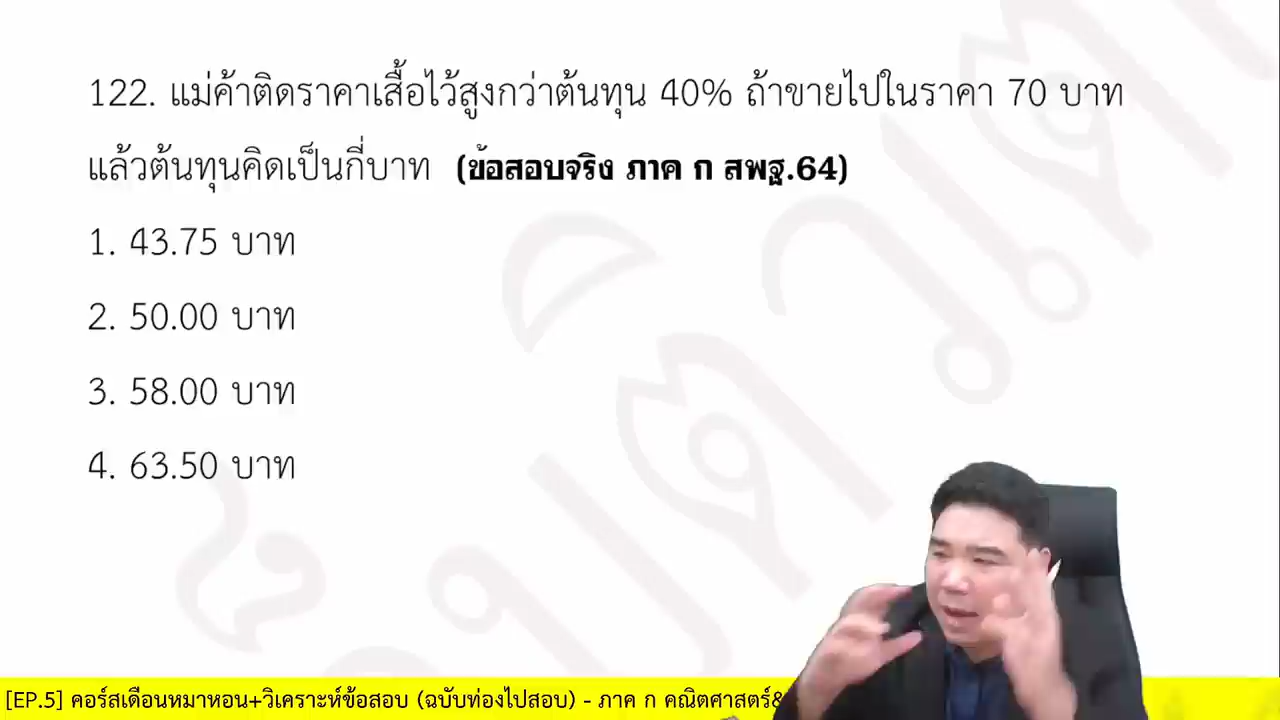 122. แม่ค้าติดราคาเสื้อไว้สูงกว่าต้นทุน 40% ถ้าขายไปในราคา 70 บาท
แล้วต้นทุนคิดเป็นกี่บาท (ข้อสอบจริง ภาค ก สพฐ.64)
1. 43.75 บาท
2. 50.00 บาท
3. 58.00 บาท
4. 63.50 บาท
[EP.5] คอร์สเดือนหมาหอน+วิเคราะห์ข้อสอบ (ฉบับท่องไปสอบ) - ภาค ก คณิตศาสตร์&